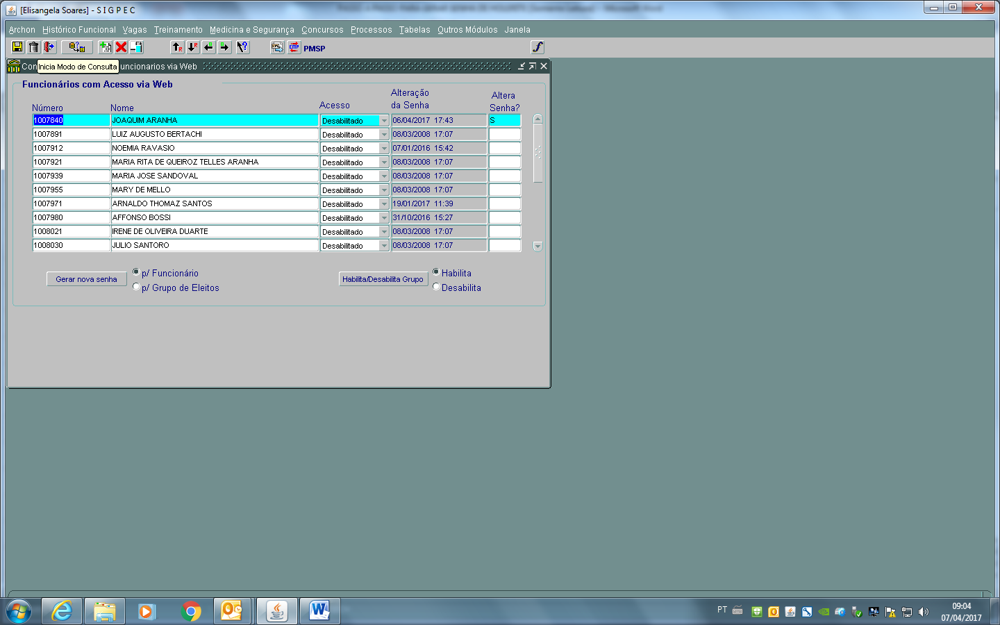 [Elisangela Soares] - S I G P E C
Archon Histórico Funcional Vagas Treinamento Medicina e Segurança Concursos Processos Tabelas Outros Módulos Janela
PMSP
Con Inicia Modo de Consulta uncionarios via Web
Funcionários com Acesso via Web
Número Nome Acesso Alteração da Senha Altera Senha?
1007840 JOAQUIM ARANHA Desabilitado 06/04/2017 17:43 S
1007891 LUIZ AUGUSTO BERTACHI Desabilitado 08/03/2008 17:07
1007912 NOEMIA RAVASIO Desabilitado 07/01/2016 15:42
1007921 MARIA RITA DE QUEIROZ TELLES ARANHA Desabilitado 08/03/2008 17:07
1007939 MARIA JOSE SANDOVAL Desabilitado 08/03/2008 17:07
1007955 MARY DE MELLO Desabilitado 08/03/2008 17:07
1007971 ARNALDO THOMAZ SANTOS Desabilitado 19/01/2017 11:39
1007980 AFFONSO BOSSI Desabilitado 31/10/2016 15:27
1008021 IRENE DE OLIVEIRA DUARTE Desabilitado 08/03/2008 17:07
1008030 JULIO SANTORO Desabilitado 08/03/2008 17:07
Gerar nova senha p/ Funcionário Habilita/Desabilita Grupo Habilita
p/ Grupo de Eleitos Desabilita
PT 09:04
07/04/2017